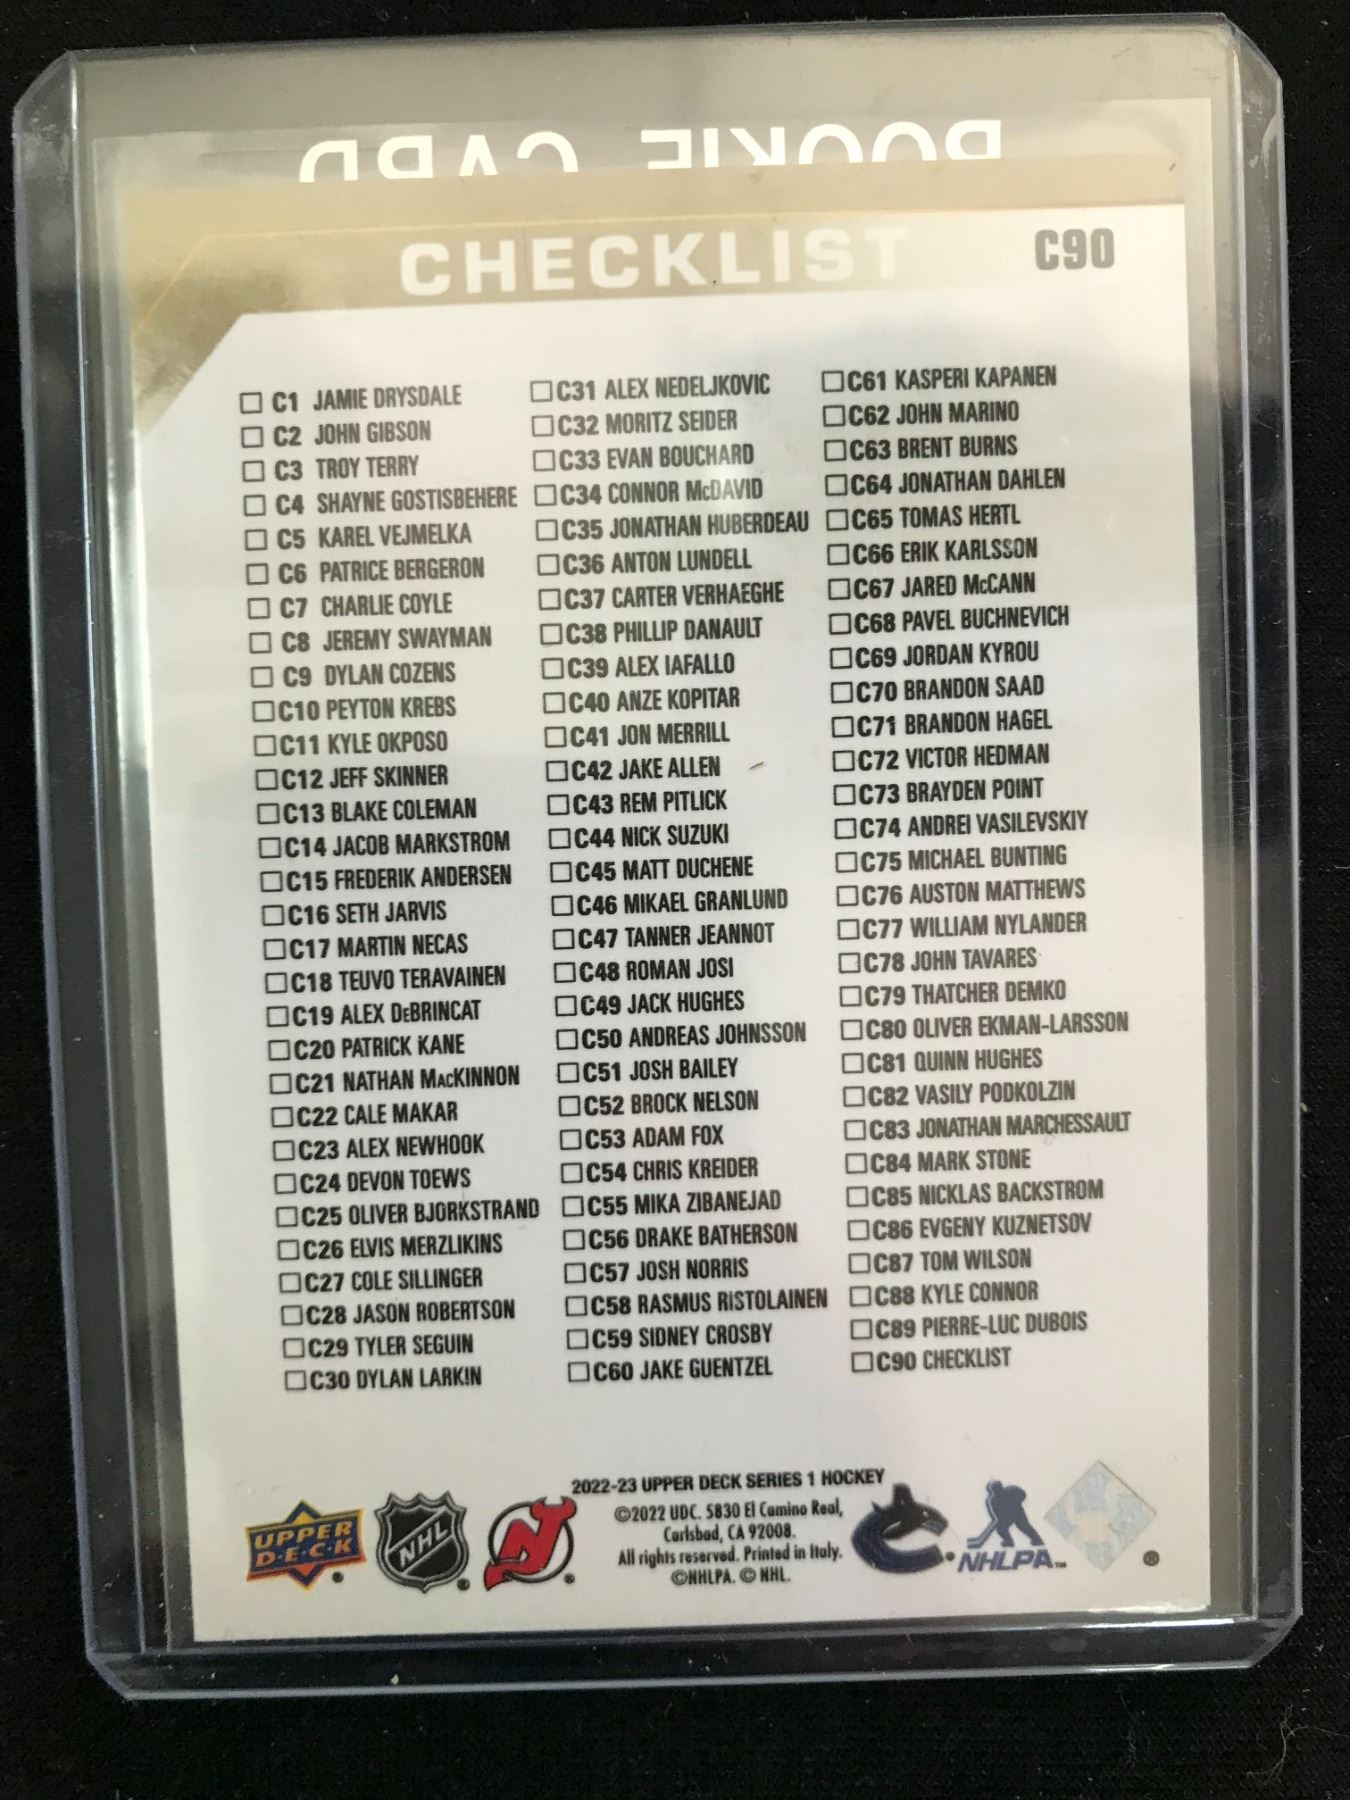 ROOKIE CARD
CHECKLIST
C90
C1 JAMIE DRYSDALE
C2 JOHN GIBSON
C3 TROY TERRY
C4 SHAYNE GOSTISBEHERE
C5 KAREL VEJMELKA
C6 PATRICE BERGERON
C7 CHARLIE COYLE
C8 JEREMY SWAYMAN
C9 DYLAN COZENS
C10 PEYTON KREBS
C11 KYLE OKPOSO
C12 JEFF SKINNER
C13 BLAKE COLEMAN
C14 JACOB MARKSTROM
C15 FREDERIK ANDERSEN
C16 SETH JARVIS
C17 MARTIN NECAS
C18 TEUVO TERAVAINEN
C19 ALEX DeBRINCAT
C20 PATRICK KANE
C21 NATHAN MacKINNON
C22 CALE MAKAR
C23 ALEX NEWHOOK
C24 DEVON TOEWS
C25 OLIVER BJORKSTRAND
C26 ELVIS MERZLIKINS
C27 COLE SILLINGER
C28 JASON ROBERTSON
C29 TYLER SEGUIN
C30 DYLAN LARKIN
C31 ALEX NEDELJKOVIC
C32 MORITZ SEIDER
C33 EVAN BOUCHARD
C34 CONNOR McDAVID
C35 JONATHAN HUBERDEAU
C36 ANTON LUNDELL
C37 CARTER VERHAEGHE
C38 PHILLIP DANAULT
C39 ALEX IAFALLO
C40 ANZE KOPITAR
C41 JON MERRILL
C42 JAKE ALLEN
C43 REM PITLICK
C44 NICK SUZUKI
C45 MATT DUCHENE
C46 MIKAEL GRANLUND
C47 TANNER JEANNOT
C48 ROMAN JOSI
C49 JACK HUGHES
C50 ANDREAS JOHNSSON
C51 JOSH BAILEY
C52 BROCK NELSON
C53 ADAM FOX
C54 CHRIS KREIDER
C55 MIKA ZIBANEJAD
C56 DRAKE BATHERSON
C57 JOSH NORRIS
C58 RASMUS RISTOLAINEN
C59 SIDNEY CROSBY
C60 JAKE GUENTZEL
C61 KASPERI KAPANEN
C62 JOHN MARINO
C63 BRENT BURNS
C64 JONATHAN DAHLEN
C65 TOMAS HERTL
C66 ERIK KARLSSON
C67 JARED McCANN
C68 PAVEL BUCHNEVICH
C69 JORDAN KYROU
C70 BRANDON SAAD
C71 BRANDON HAGEL
C72 VICTOR HEDMAN
C73 BRAYDEN POINT
C74 ANDREI VASILEVSKIY
C75 MICHAEL BUNTING
C76 AUSTON MATTHEWS
C77 WILLIAM NYLANDER
C78 JOHN TAVARES
C79 THATCHER DEMKO
C80 OLIVER EKMAN-LARSSON
C81 QUINN HUGHES
C82 VASILY PODKOLZIN
C83 JONATHAN MARCHESSAULT
C84 MARK STONE
C85 NICKLAS BACKSTROM
C86 EVGENY KUZNETSOV
C87 TOM WILSON
C88 KYLE CONNOR
C89 PIERRE-LUC DUBOIS
C90 CHECKLIST
2022-23 UPPER DECK SERIES 1 HOCKEY
©2022 UDC. 5830 El Camino Real,
Carlsbad, CA 92008.
All rights reserved. Printed in Italy.
©NHLPA. © NHL.
UPPER
D•E•C•K
®
NHL
®
®
NHLPA™
®